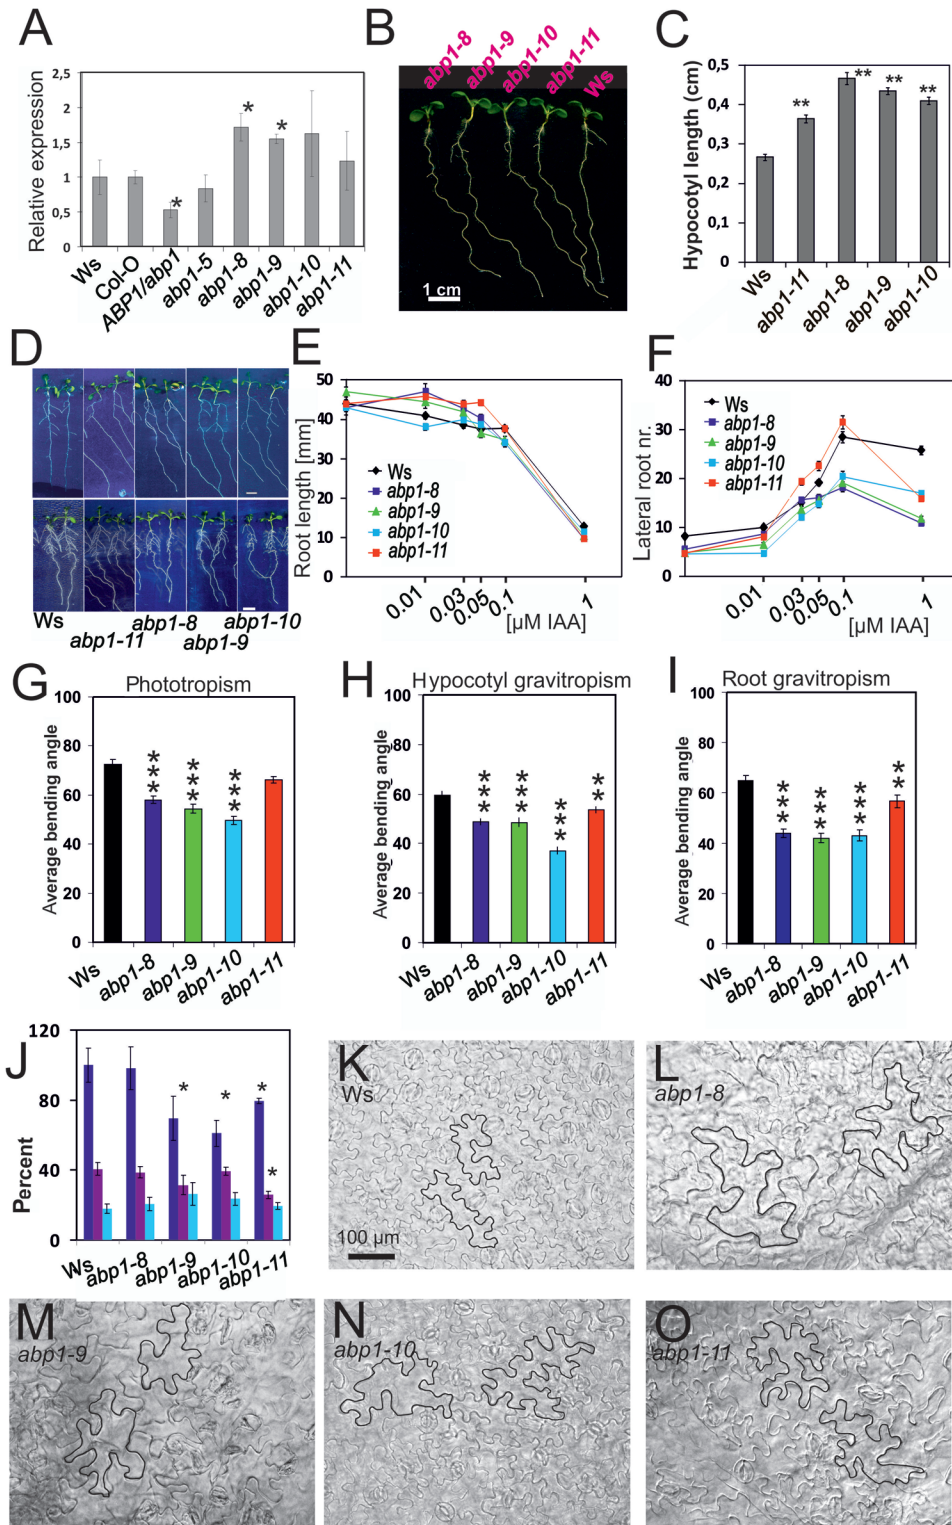 A
Relative expression
2,5
2
1,5
1
0,5
0
*
*
*
Ws
Col-O
ABP1/abp1
abp1-5
abp1-8
abp1-9
abp1-10
abp1-11
B
abp1-8
abp1-9
abp1-10
abp1-11
Ws
1 cm
C
Hypocotyl length (cm)
0,5
0,4
0,3
0,2
0,1
0
**
**
**
**
Ws
abp1-11
abp1-8
abp1-9
abp1-10
D
Ws
abp1-11
abp1-8
abp1-9
abp1-10
E
Root length [mm]
50
40
30
20
10
0
Ws
abp1-8
abp1-9
abp1-10
abp1-11
0.01
0.03
0.05
0.1
1
[µM IAA]
F
Lateral root nr.
40
30
20
10
0
Ws
abp1-8
abp1-9
abp1-10
abp1-11
0.01
0.03
0.05
0.1
1
[µM IAA]
G
Phototropism
Average bending angle
100
80
60
40
20
0
***
***
***
Ws
abp1-8
abp1-9
abp1-10
abp1-11
H
Hypocotyl gravitropism
Average bending angle
100
80
60
40
20
0
***
***
***
**
Ws
abp1-8
abp1-9
abp1-10
abp1-11
I
Root gravitropism
Average bending angle
100
80
60
40
20
0
***
***
***
**
Ws
abp1-8
abp1-9
abp1-10
abp1-11
J
Percent
120
80
40
0
*
*
*
*
Ws
abp1-8
abp1-9
abp1-10
abp1-11
K
Ws
100 µm
L
abp1-8
M
abp1-9
N
abp1-10
O
abp1-11